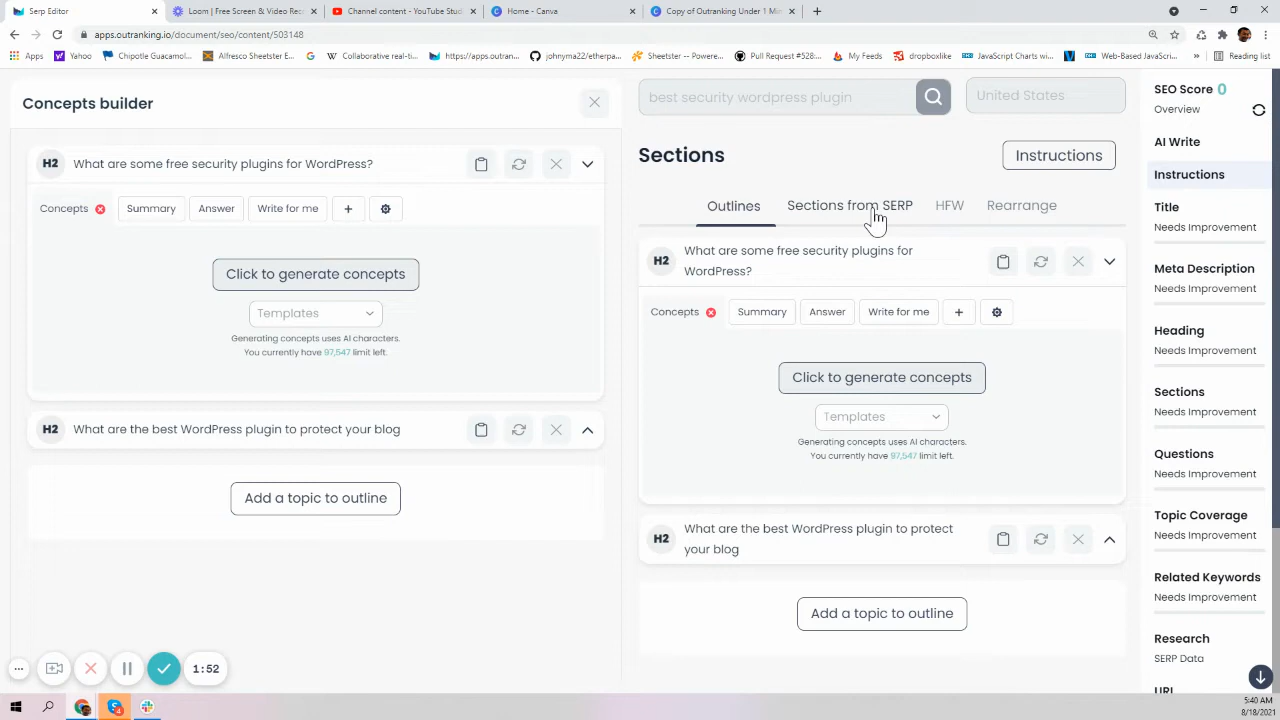 Serp Editor
Loom | Free Screen & Video Rec
Channel content - YouTube Stud
Home - Canva
Copy of Outranking Under 1 Min
apps.outranking.io/document/seo/content/503148
Apps
Yahoo
Chipotle Guacamol...
Alfresco Sheetster E...
Collaborative real-ti...
https://apps.outran...
johnyma22/etherpa...
Sheetster -- Powere...
Pull Request #528...
My Feeds
dropboxlike
JavaScript Charts wi...
Web-Based JavaScri...
»
Reading list
Concepts builder
H2 What are some free security plugins for WordPress?
Concepts Summary Answer Write for me +
Click to generate concepts
Templates
Generating concepts uses AI characters.
You currently have 97,547 limit left.
H2 What are the best WordPress plugin to protect your blog
Add a topic to outline
best security wordpress plugin
United States
Sections
Instructions
Outlines Sections from SERP HFW Rearrange
H2 What are some free security plugins for
WordPress?
Concepts Summary Answer Write for me +
Click to generate concepts
Templates
Generating concepts uses AI characters.
You currently have 97,547 limit left.
H2 What are the best WordPress plugin to protect
your blog
Add a topic to outline
SEO Score 0
Overview
AI Write
Instructions
Title
Needs Improvement
Meta Description
Needs Improvement
Heading
Needs Improvement
Sections
Needs Improvement
Questions
Needs Improvement
Topic Coverage
Needs Improvement
Related Keywords
Needs Improvement
Research
SERP Data
URL
1:52
5:40 AM
8/18/2021